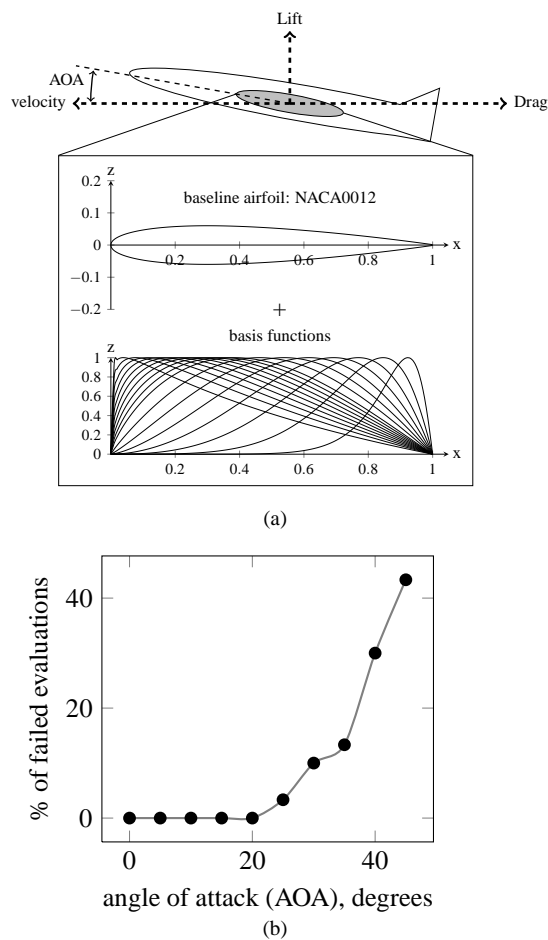 Lift
AOA
velocity
Drag
z
0.2
baseline airfoil: NACA0012
0.1
0
x
0.2 0.4 0.6 0.8 1
−0.1
−0.2
+
basis functions
z
1
0.8
0.6
0.4
0.2
0
x
0.2 0.4 0.6 0.8 1
(a)
% of failed evaluations
40
20
0
0 20 40
angle of attack (AOA), degrees
(b)